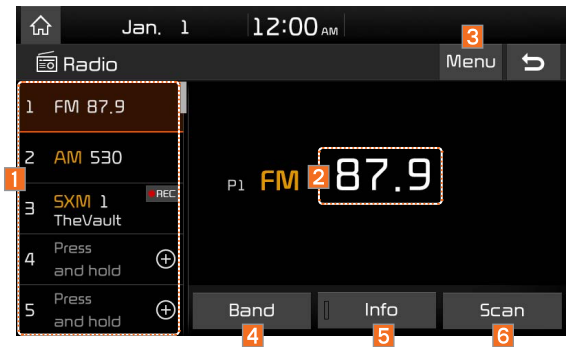 Jan. 1 12:00 AM
3
Radio Menu
1 FM 87.9
2 AM 530
1
3 SXM 1 REC
TheVault
4 Press
and hold
5 Press
and hold
P1 FM 2 87.9
Band Info Scan
4 5 6